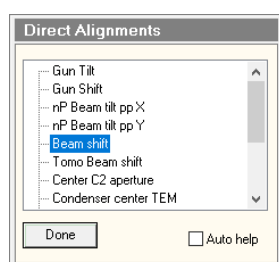 Direct Alignments
Gun Tilt
Gun Shift
nP Beam tilt pp X
nP Beam tilt pp Y
Beam shift
Tomo Beam shift
Center C2 aperture
Condenser center TEM
Done
Auto help